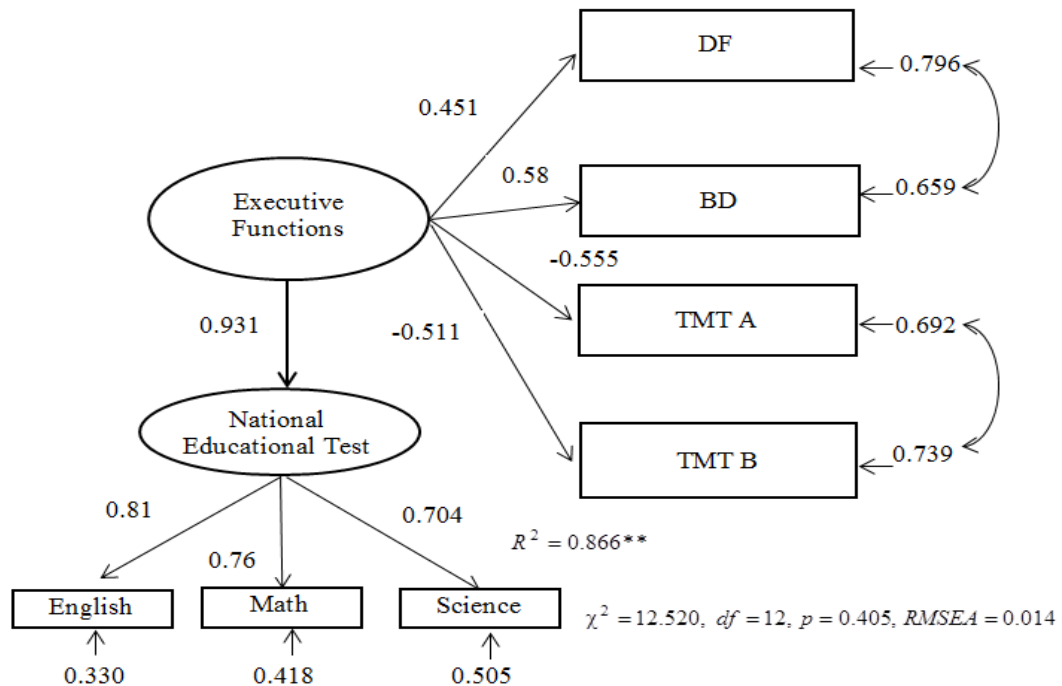 DF
0.796
0.451
Executive
Functions
0.58
BD
0.659
-0.555
0.931
-0.511
TMT A
0.692
National
Educational Test
TMT B
0.739
0.81
0.76
0.704
R² = 0.866**
English
Math
Science
χ² = 12.520, df = 12, p = 0.405, RMSEA = 0.014
0.330
0.418
0.505